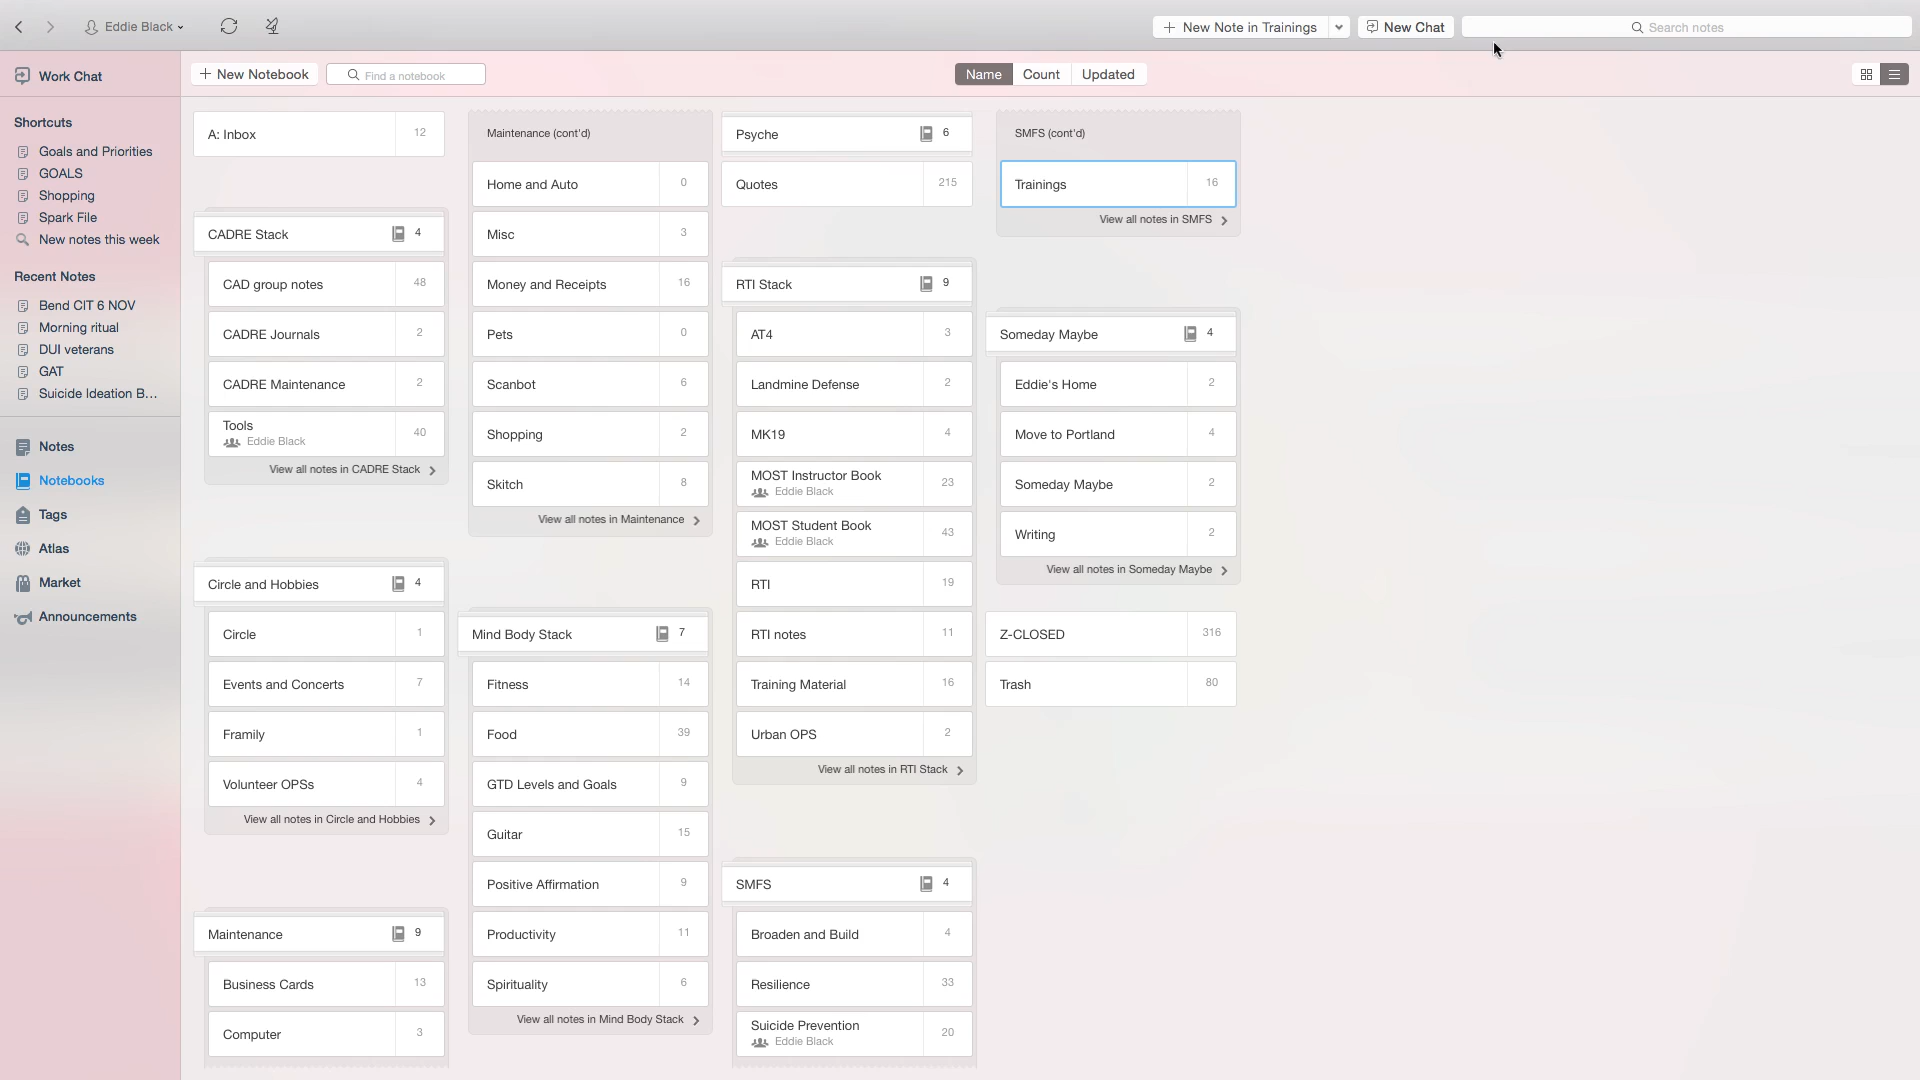 Eddie Black
New Note in Trainings
New Chat
Search notes
Work Chat
New Notebook
Find a notebook
Name
Count
Updated
Shortcuts
Goals and Priorities
GOALS
Shopping
Spark File
New notes this week
Recent Notes
Bend CIT 6 NOV
Morning ritual
DUI veterans
GAT
Suicide Ideation B...
Notes
Notebooks
Tags
Atlas
Market
Announcements
A: Inbox 12
CADRE Stack 4
CAD group notes 48
CADRE Journals 2
CADRE Maintenance 2
Tools 40
Eddie Black
View all notes in CADRE Stack
Circle and Hobbies 4
Circle 1
Events and Concerts 7
Framily 1
Volunteer OPSs 4
View all notes in Circle and Hobbies
Maintenance 9
Business Cards 13
Computer 3
Maintenance (cont'd)
Home and Auto 0
Misc 3
Money and Receipts 16
Pets 0
Scanbot 6
Shopping 2
Skitch 8
View all notes in Maintenance
Mind Body Stack 7
Fitness 14
Food 39
GTD Levels and Goals 9
Guitar 15
Positive Affirmation 9
Productivity 11
Spirituality 6
View all notes in Mind Body Stack
Psyche 6
Quotes 215
RTI Stack 9
AT4 3
Landmine Defense 2
MK19 4
MOST Instructor Book 23
Eddie Black
MOST Student Book 43
Eddie Black
RTI 19
RTI notes 11
Training Material 16
Urban OPS 2
View all notes in RTI Stack
SMFS 4
Broaden and Build 4
Resilience 33
Suicide Prevention 20
Eddie Black
SMFS (cont'd)
Trainings 16
View all notes in SMFS
Someday Maybe 4
Eddie's Home 2
Move to Portland 4
Someday Maybe 2
Writing 2
View all notes in Someday Maybe
Z-CLOSED 316
Trash 80